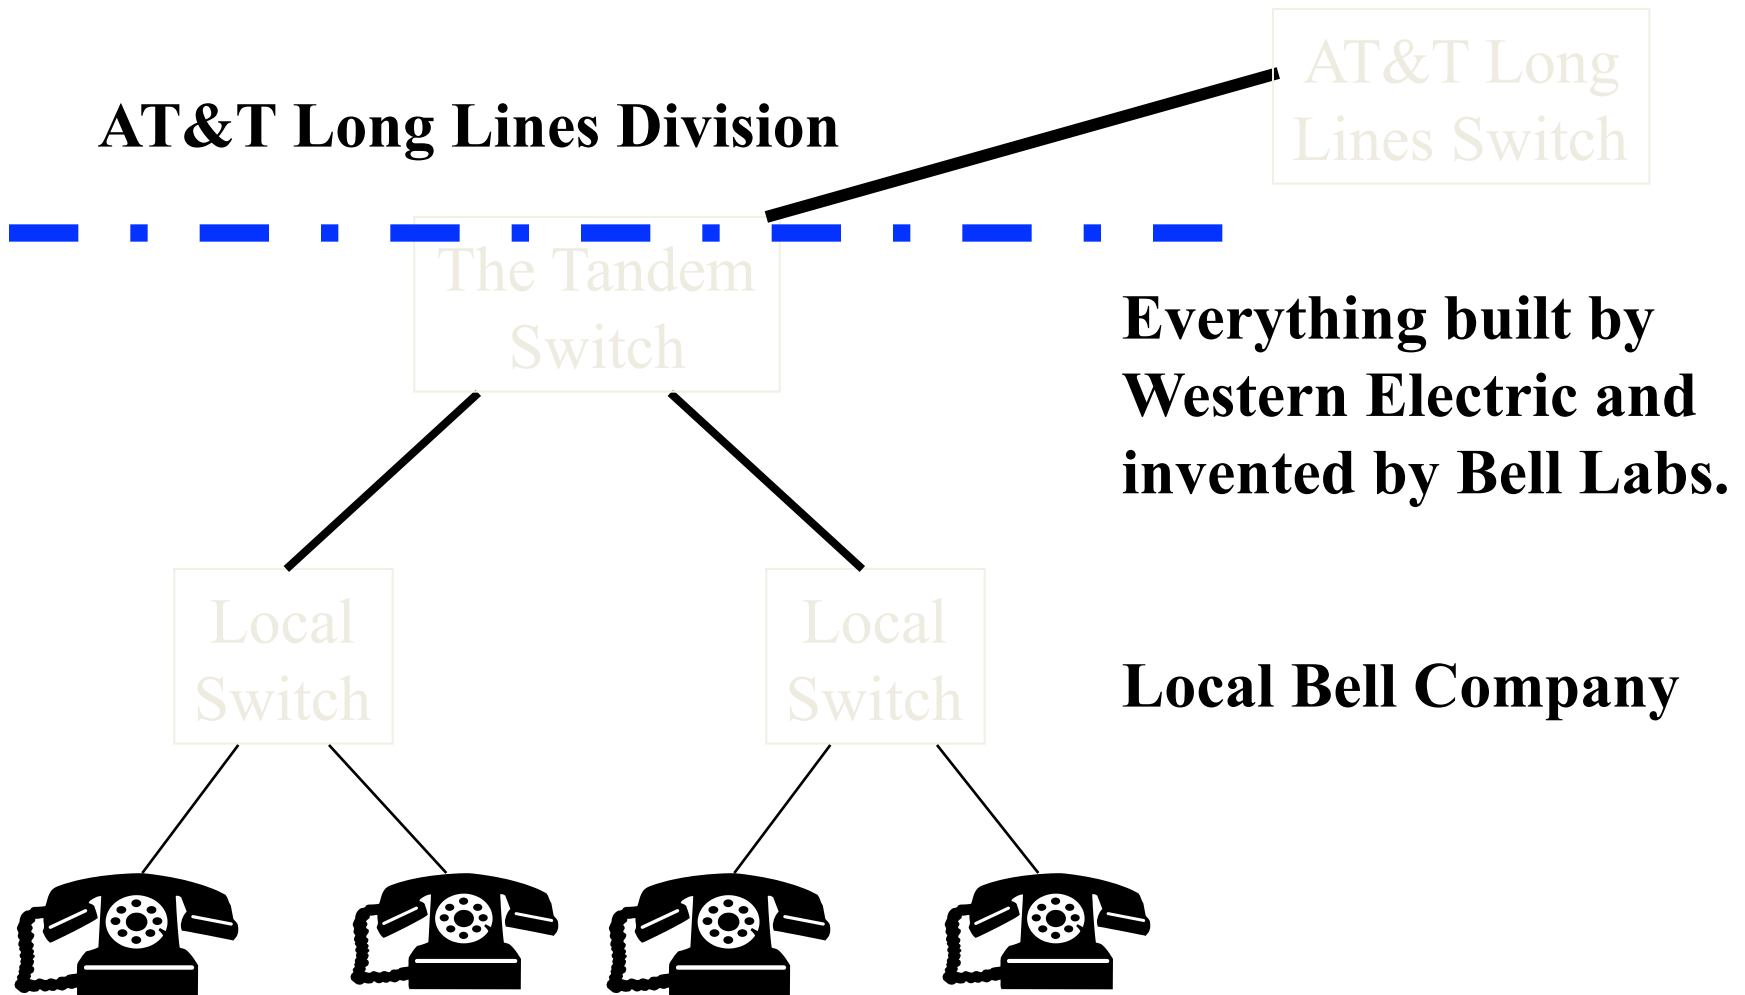 AT&T Long
Lines Switch
AT&T Long Lines Division
The Tandem
Switch
Everything built by
Western Electric and
invented by Bell Labs.
Local
Switch
Local
Switch
Local Bell Company